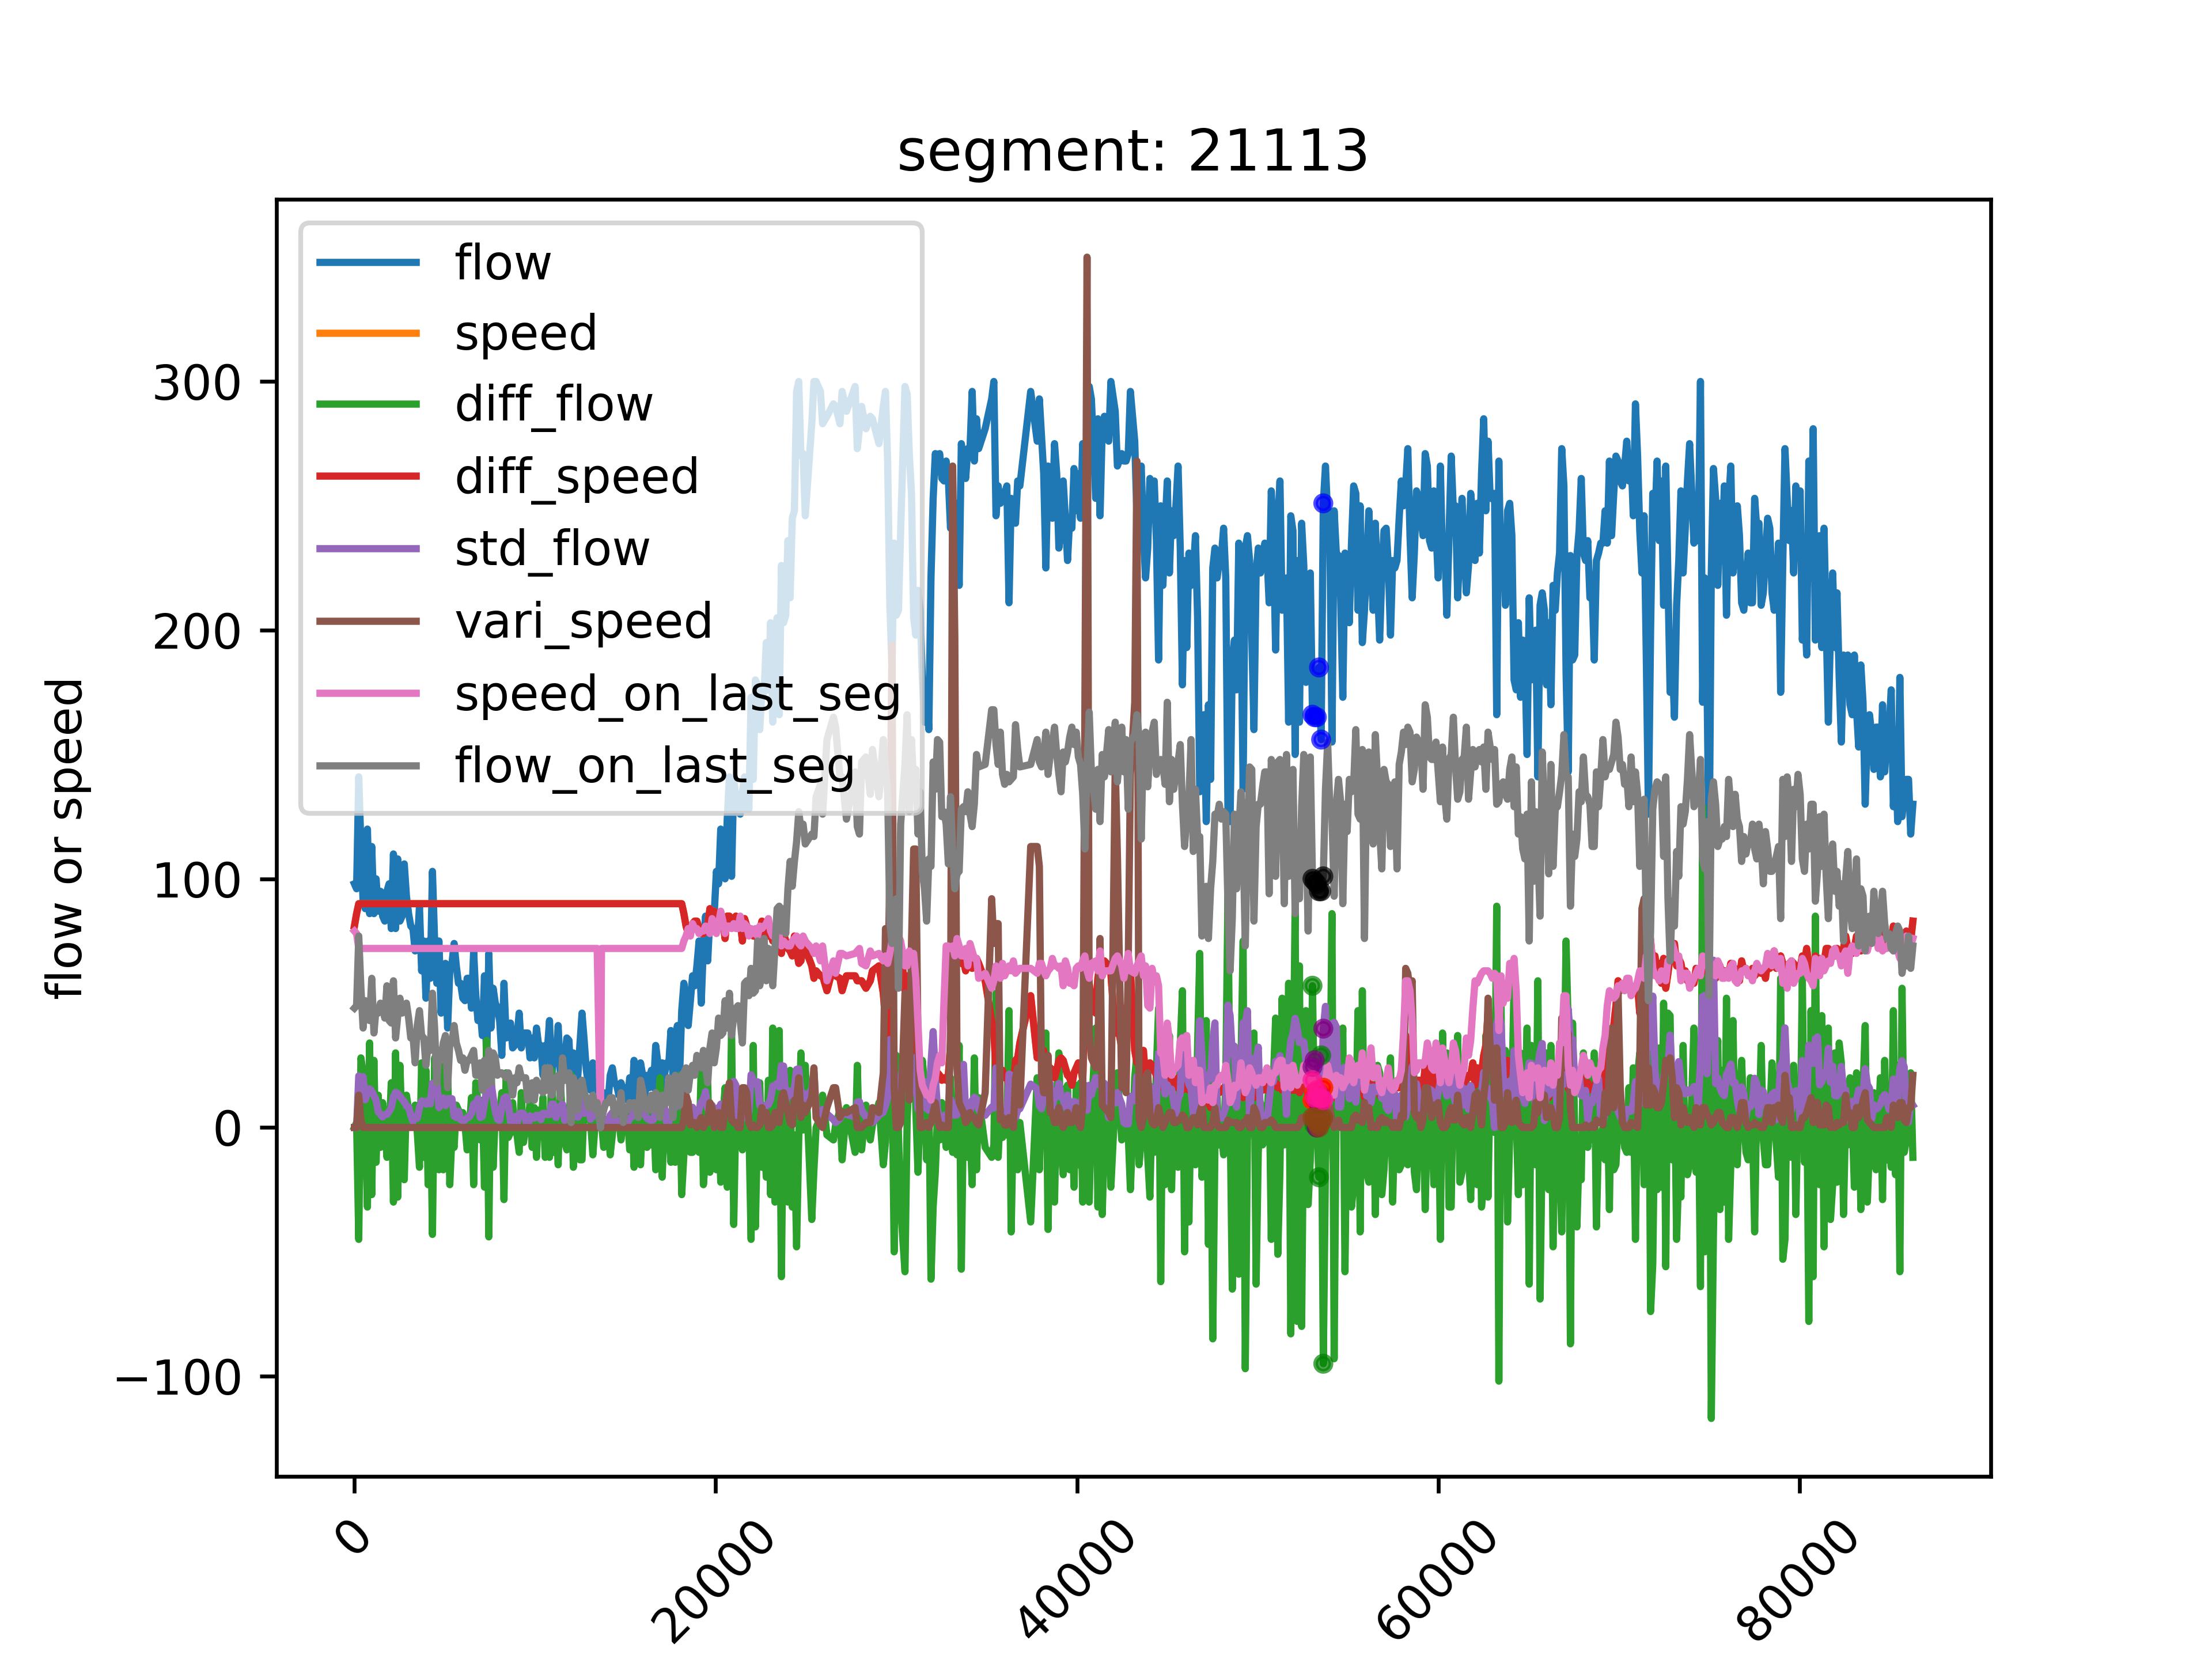 segment: 21113
flow
speed
diff_flow
diff_speed
std_flow
vari_speed
speed_on_last_seg
flow_on_last_seg
flow or speed
300
200
100
0
−100
0
20000
40000
60000
80000